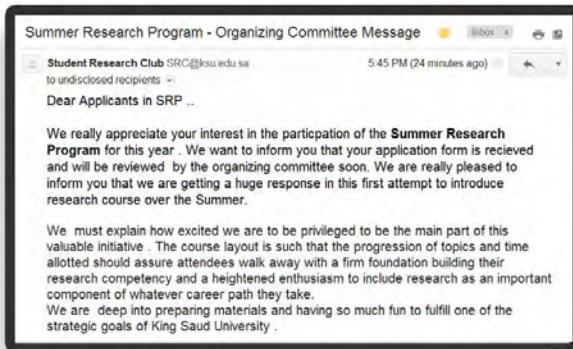 Summer Research Program - Organizing Committee Message Inbox x
Student Research Club SRC@ksu.edu.sa 5:45 PM (24 minutes ago)
to undisclosed recipients
Dear Applicants in SRP ..
We really appreciate your interest in the particpation of the Summer Research
Program for this year . We want to inform you that your application form is recieved
and will be reviewed by the organizing committee soon. We are really pleased to
inform you that we are getting a huge response in this first attempt to introduce
research course over the Summer.
We must explain how excited we are to be privileged to be the main part of this
valuable initiative . The course layout is such that the progression of topics and time
allotted should assure attendees walk away with a firm foundation building their
research competency and a heightened enthusiasm to include research as an important
component of whatever career path they take.
We are deep into preparing materials and having so much fun to fulfill one of the
strategic goals of King Saud University .